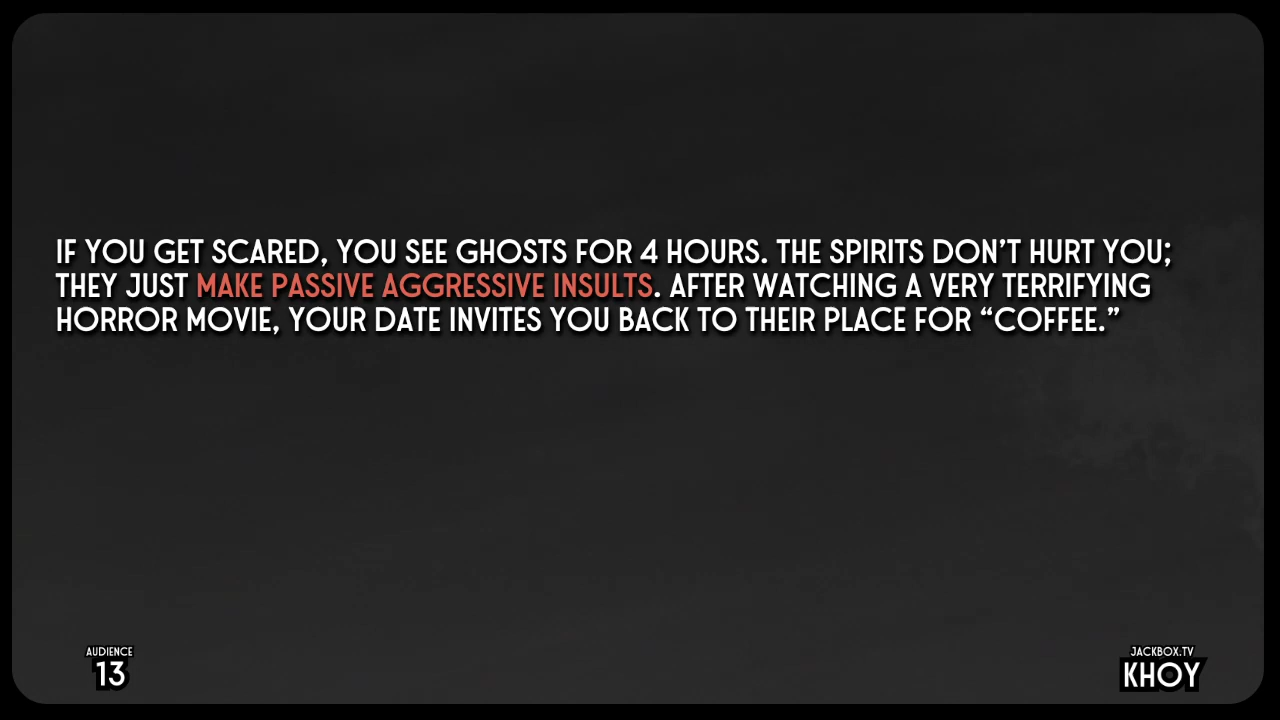 IF YOU GET SCARED, YOU SEE GHOSTS FOR 4 HOURS. THE SPIRITS DON'T HURT YOU;
THEY JUST MAKE PASSIVE AGGRESSIVE INSULTS. AFTER WATCHING A VERY TERRIFYING
HORROR MOVIE, YOUR DATE INVITES YOU BACK TO THEIR PLACE FOR “COFFEE.”
AUDIENCE
13
JACKBOX.TV
KHOY